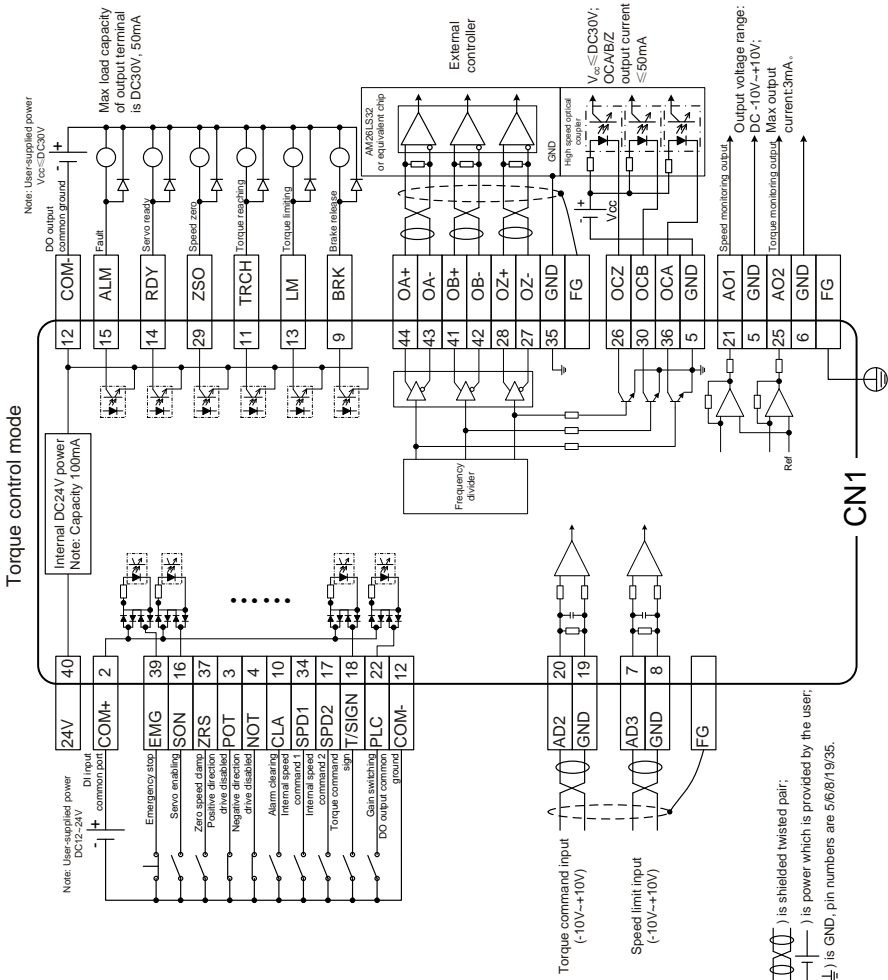 Torque control mode
Note: User-supplied power
DC12~24V
- +
DI input
common port
24V
40
COM+
2
Internal DC24V power
Note: Capacity 100mA
Emergency stop
EMG
39
Servo enabling
SON
16
Zero speed clamp
ZRS
37
Positive direction
drive disabled
POT
3
Negative direction
drive disabled
NOT
4
Alarm clearing
CLA
10
Internal speed
command 1
SPD1
34
Internal speed
command 2
SPD2
17
Torque command
sign
T/SIGN
18
Gain switching
PLC
22
DO output common
ground
COM-
12
Torque command input
(-10V~+10V)
AD2
20
GND
19
Speed limit input
(-10V~+10V)
AD3
7
GND
8
FG
) is shielded twisted pair;
) is power which is provided by the user;
) is GND, pin numbers are 5/6/8/19/35.
Note: User-supplied power
Vcc≤DC30V
- +
DO output
common ground
12
COM-
15
ALM
Fault
14
RDY
Servo ready
29
ZSO
Speed zero
11
TRCH
Torque reaching
13
LM
Torque limiting
9
BRK
Brake release
Max load capacity
of output terminal
is DC30V, 50mA
Frequency
divider
44
OA+
43
OA-
41
OB+
42
OB-
28
OZ+
27
OZ-
35
GND
FG
AM26LS32
or equivalent chip
External
controller
GND
High speed optical
coupler
- +
Vcc
26
OCZ
30
OCB
36
OCA
5
GND
Vcc≤DC30V;
OCA/B/Z
output current
≤50mA
Ref
21
AO1
Speed monitoring output
5
GND
25
AO2
Torque monitoring output
6
GND
FG
Output voltage range:
DC -10V~+10V;
Max output
current:3mA。
CN1